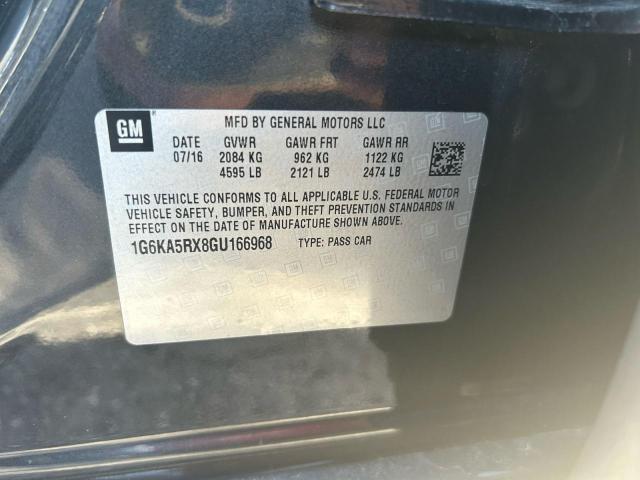 GM
MFD BY GENERAL MOTORS LLC
DATE GVWR GAWR FRT GAWR RR
07/16 2084 KG 962 KG 1122 KG
4595 LB 2121 LB 2474 LB
THIS VEHICLE CONFORMS TO ALL APPLICABLE U.S. FEDERAL MOTOR
VEHICLE SAFETY, BUMPER, AND THEFT PREVENTION STANDARDS IN
EFFECT ON THE DATE OF MANUFACTURE SHOWN ABOVE.
1G6KA5RX8GU166968 TYPE: PASS CAR